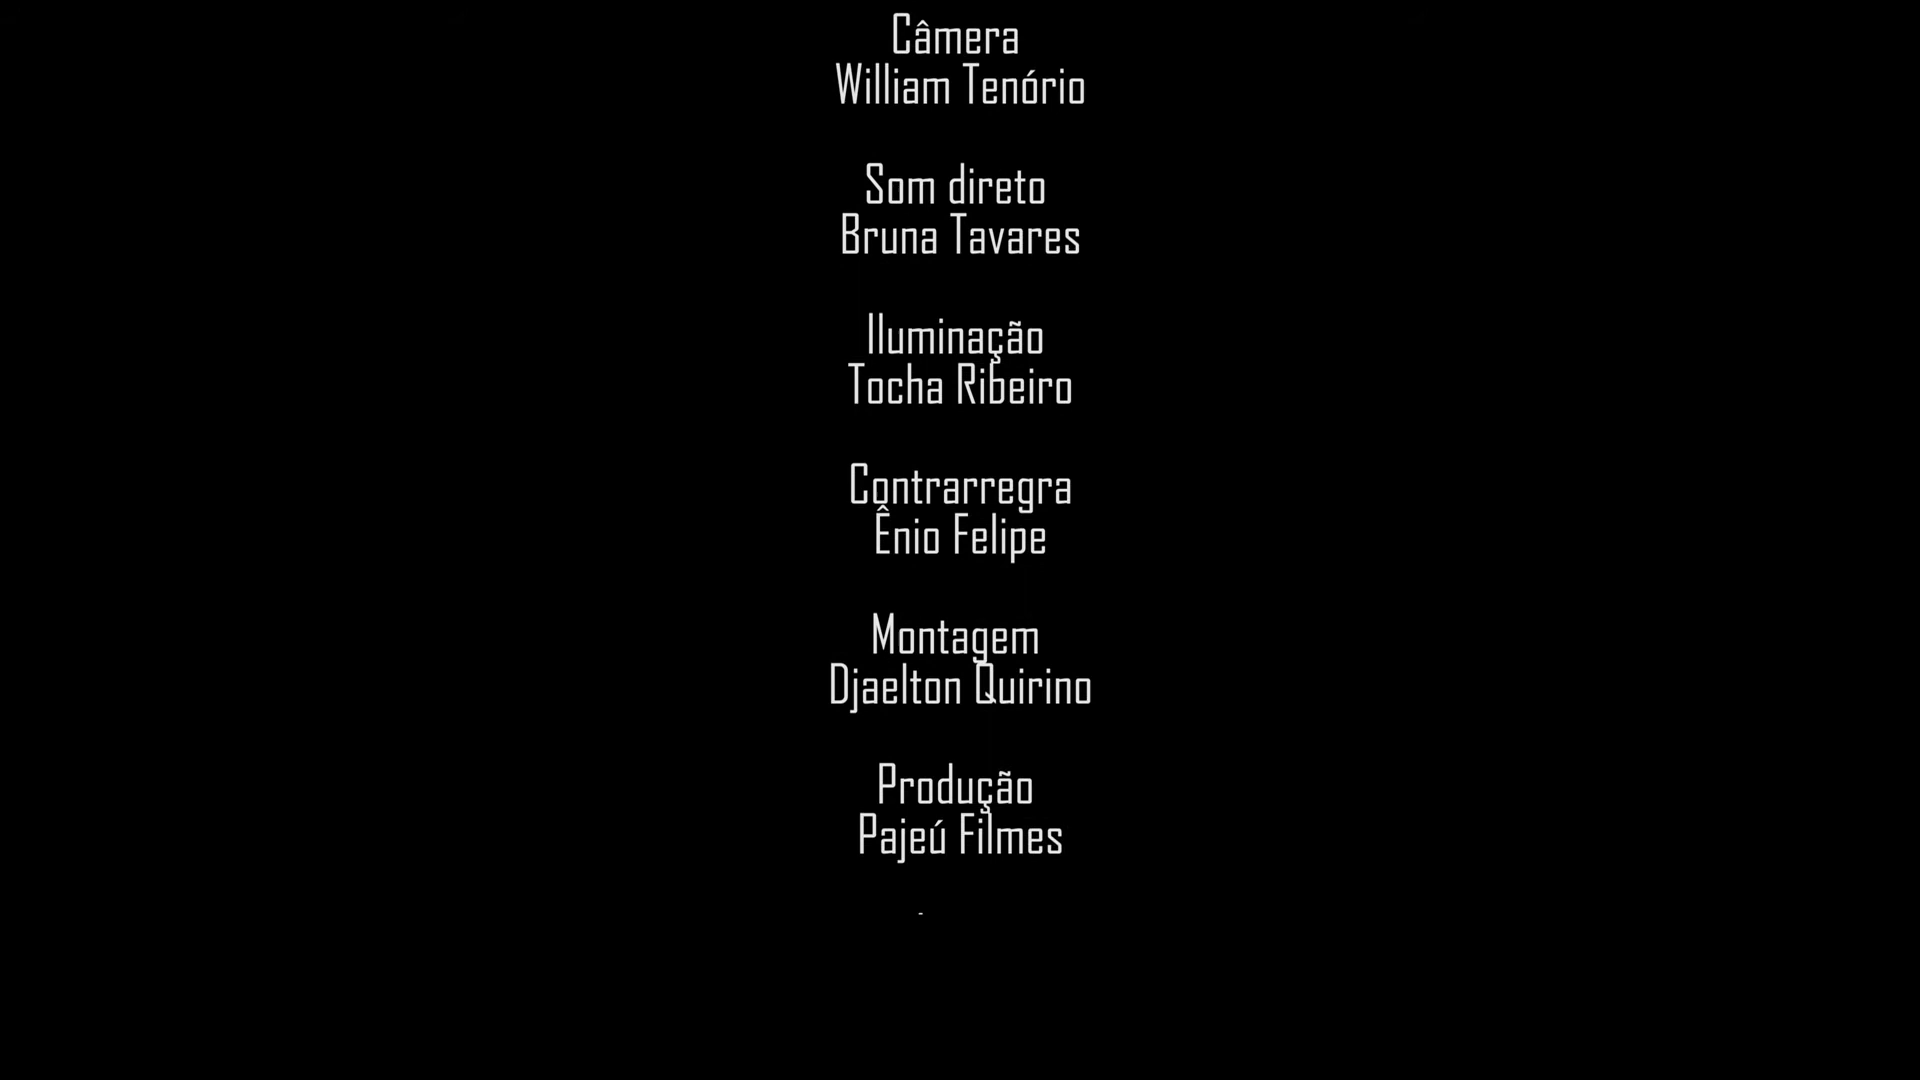 Câmera
William Tenório
Som direto
Bruna Tavares
Iluminação
Tocha Ribeiro
Contrarregra
Ênio Felipe
Montagem
Djaelton Quirino
Produção
Pajeú Filmes